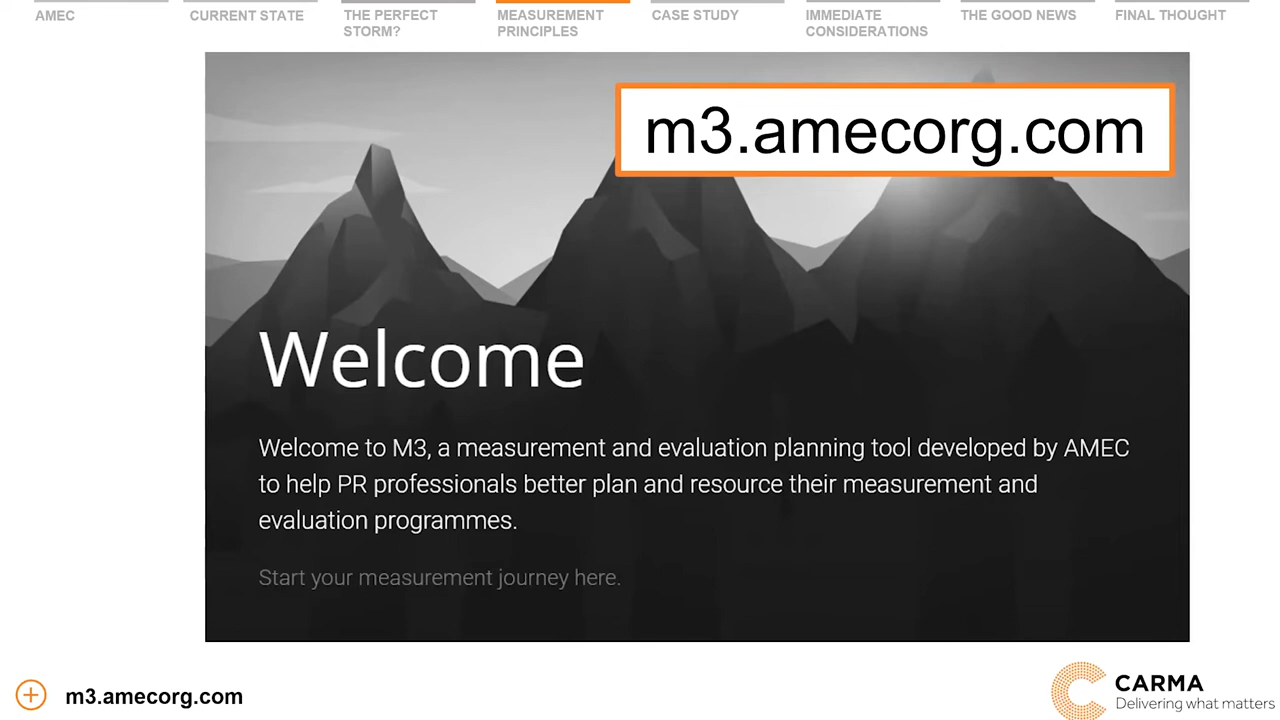 AMEC
CURRENT STATE
THE PERFECT
STORM?
MEASUREMENT
PRINCIPLES
CASE STUDY
IMMEDIATE
CONSIDERATIONS
THE GOOD NEWS
FINAL THOUGHT
m3.amecorg.com
Welcome
Welcome to M3, a measurement and evaluation planning tool developed by AMEC
to help PR professionals better plan and resource their measurement and
evaluation programmes.
Start your measurement journey here.
m3.amecorg.com
CARMA
Delivering what matters